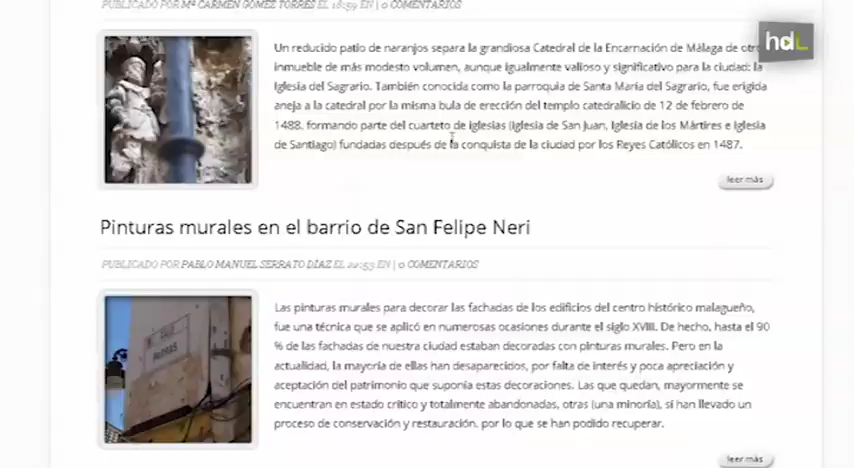 PUBLICADO POR Mª CARMEN GÓMEZ TORRES EL 18:59 EN | 0 COMENTARIOS
hdL
Un reducido patio de naranjos separa la grandiosa Catedral de la Encarnación de Málaga de otro
inmueble de más modesto volumen, aunque igualmente valioso y significativo para la ciudad: la
Iglesia del Sagrario. También conocida como la parroquia de Santa María del Sagrario, fue erigida
aneja a la catedral por la misma bula de erección del templo catedralicio de 12 de febrero de
1488, formando parte del cuarteto de iglesias (Iglesia de San Juan, Iglesia de los Mártires e Iglesia
de Santiago) fundadas después de la conquista de la ciudad por los Reyes Católicos en 1487.
leer más
Pinturas murales en el barrio de San Felipe Neri
PUBLICADO POR PABLO MANUEL SERRATO DÍAZ EL 22:53 EN | 0 COMENTARIOS
Las pinturas murales para decorar las fachadas de los edificios del centro histórico malagueño,
fue una técnica que se aplicó en numerosas ocasiones durante el siglo XVIII. De hecho, hasta el 90
% de las fachadas de nuestra ciudad estaban decoradas con pinturas murales. Pero en la
actualidad, la mayoría de ellas han desaparecidos, por falta de interés y poca apreciación y
aceptación del patrimonio que suponía estas decoraciones. Las que quedan, mayormente se
encuentran en estado crítico y totalmente abandonadas, otras (una minoría), sí han llevado un
proceso de conservación y restauración, por lo que se han podido recuperar.
CALLE
PARRAS
leer más